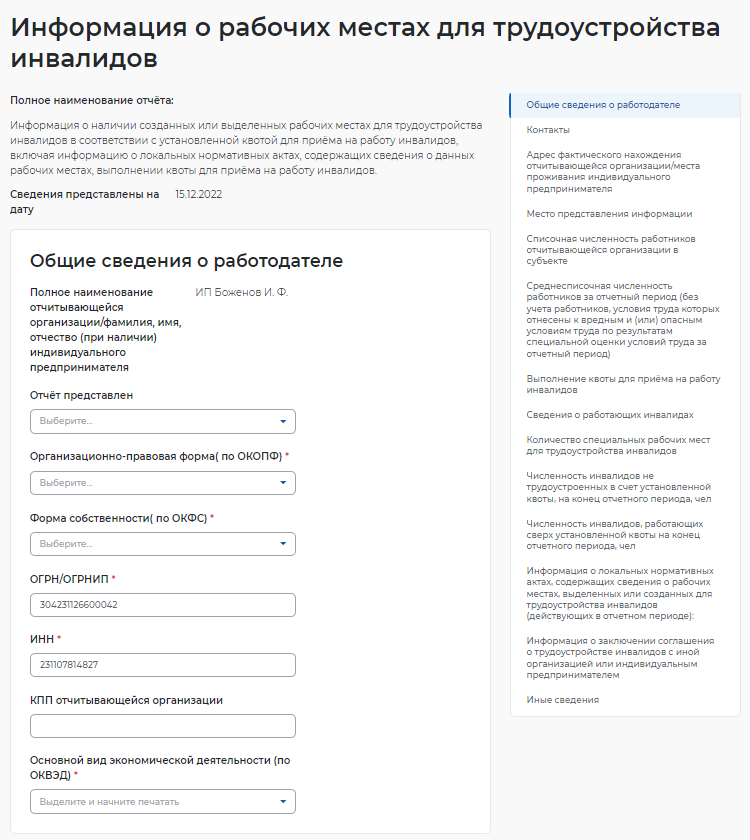 Информация о рабочих местах для трудоустройства
инвалидов
Полное наименование отчёта:
Информация о наличии созданных или выделенных рабочих местах для трудоустройства
инвалидов в соответствии с установленной квотой для приёма на работу инвалидов,
включая информацию о локальных нормативных актах, содержащих сведения о данных
рабочих местах, выполнении квоты для приёма на работу инвалидов.
Сведения представлены на 15.12.2022
дату
Общие сведения о работодателе
Полное наименование ИП Боженов И. Ф.
отчитывающейся
организации/фамилия, имя,
отчество (при наличии)
индивидуального
предпринимателя
Отчёт представлен
Выберите...
Организационно-правовая форма( по ОКОПФ) *
Выберите...
Форма собственности( по ОКФС) *
Выберите...
ОГРН/ОГРНИП *
304231126600042
ИНН *
231107814827
КПП отчитывающейся организации
Основной вид экономической деятельности (по
ОКВЭД) *
Выделите и начните печатать
Общие сведения о работодателе
Контакты
Адрес фактического нахождения
отчитывающейся организации/места
проживания индивидуального
предпринимателя
Место представления информации
Списочная численность работников
отчитывающейся организации в
субъекте
Среднесписочная численность
работников за отчетный период (без
учета работников, условия труда которых
отнесены к вредным и (или) опасным
условиям труда по результатам
специальной оценки условий труда за
отчетный период)
Выполнение квоты для приёма на работу
инвалидов
Сведения о работающих инвалидах
Количество специальных рабочих мест
для трудоустройства инвалидов
Численность инвалидов не
трудоустроенных в счет установленной
квоты, на конец отчетного периода, чел
Численность инвалидов, работающих
сверх установленной квоты на конец
отчетного периода, чел
Информация о локальных нормативных
актах, содержащих сведения о рабочих
местах, выделенных или созданных для
трудоустройства инвалидов
(действующих в отчетном периоде):
Информация о заключении соглашения
о трудоустройстве инвалидов с иной
организацией или индивидуальным
предпринимателем
Иные сведения